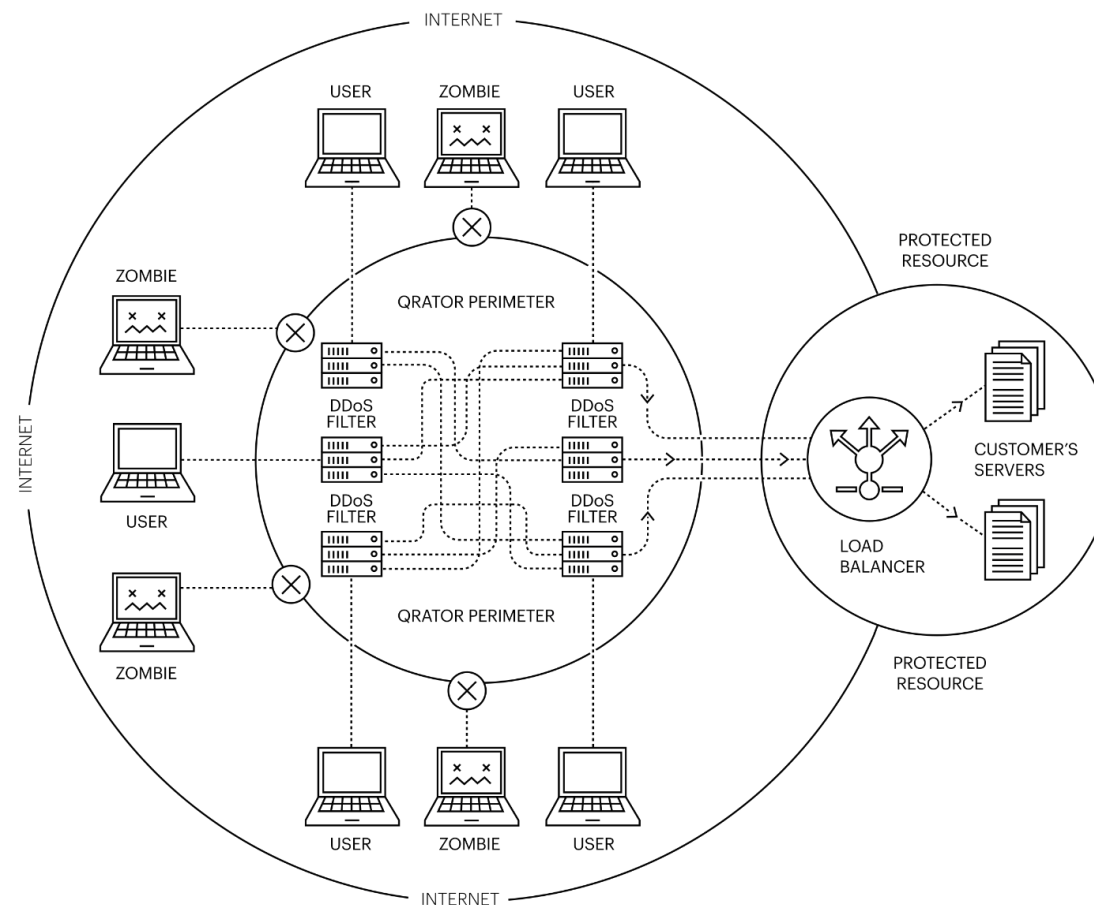 INTERNET
USER
ZOMBIE
USER
PROTECTED
RESOURCE
ZOMBIE
QRATOR PERIMETER
DDoS
FILTER
DDoS
FILTER
INTERNET
CUSTOMER'S
SERVERS
USER
DDoS
FILTER
DDoS
FILTER
LOAD
BALANCER
QRATOR PERIMETER
ZOMBIE
PROTECTED
RESOURCE
USER
ZOMBIE
USER
INTERNET